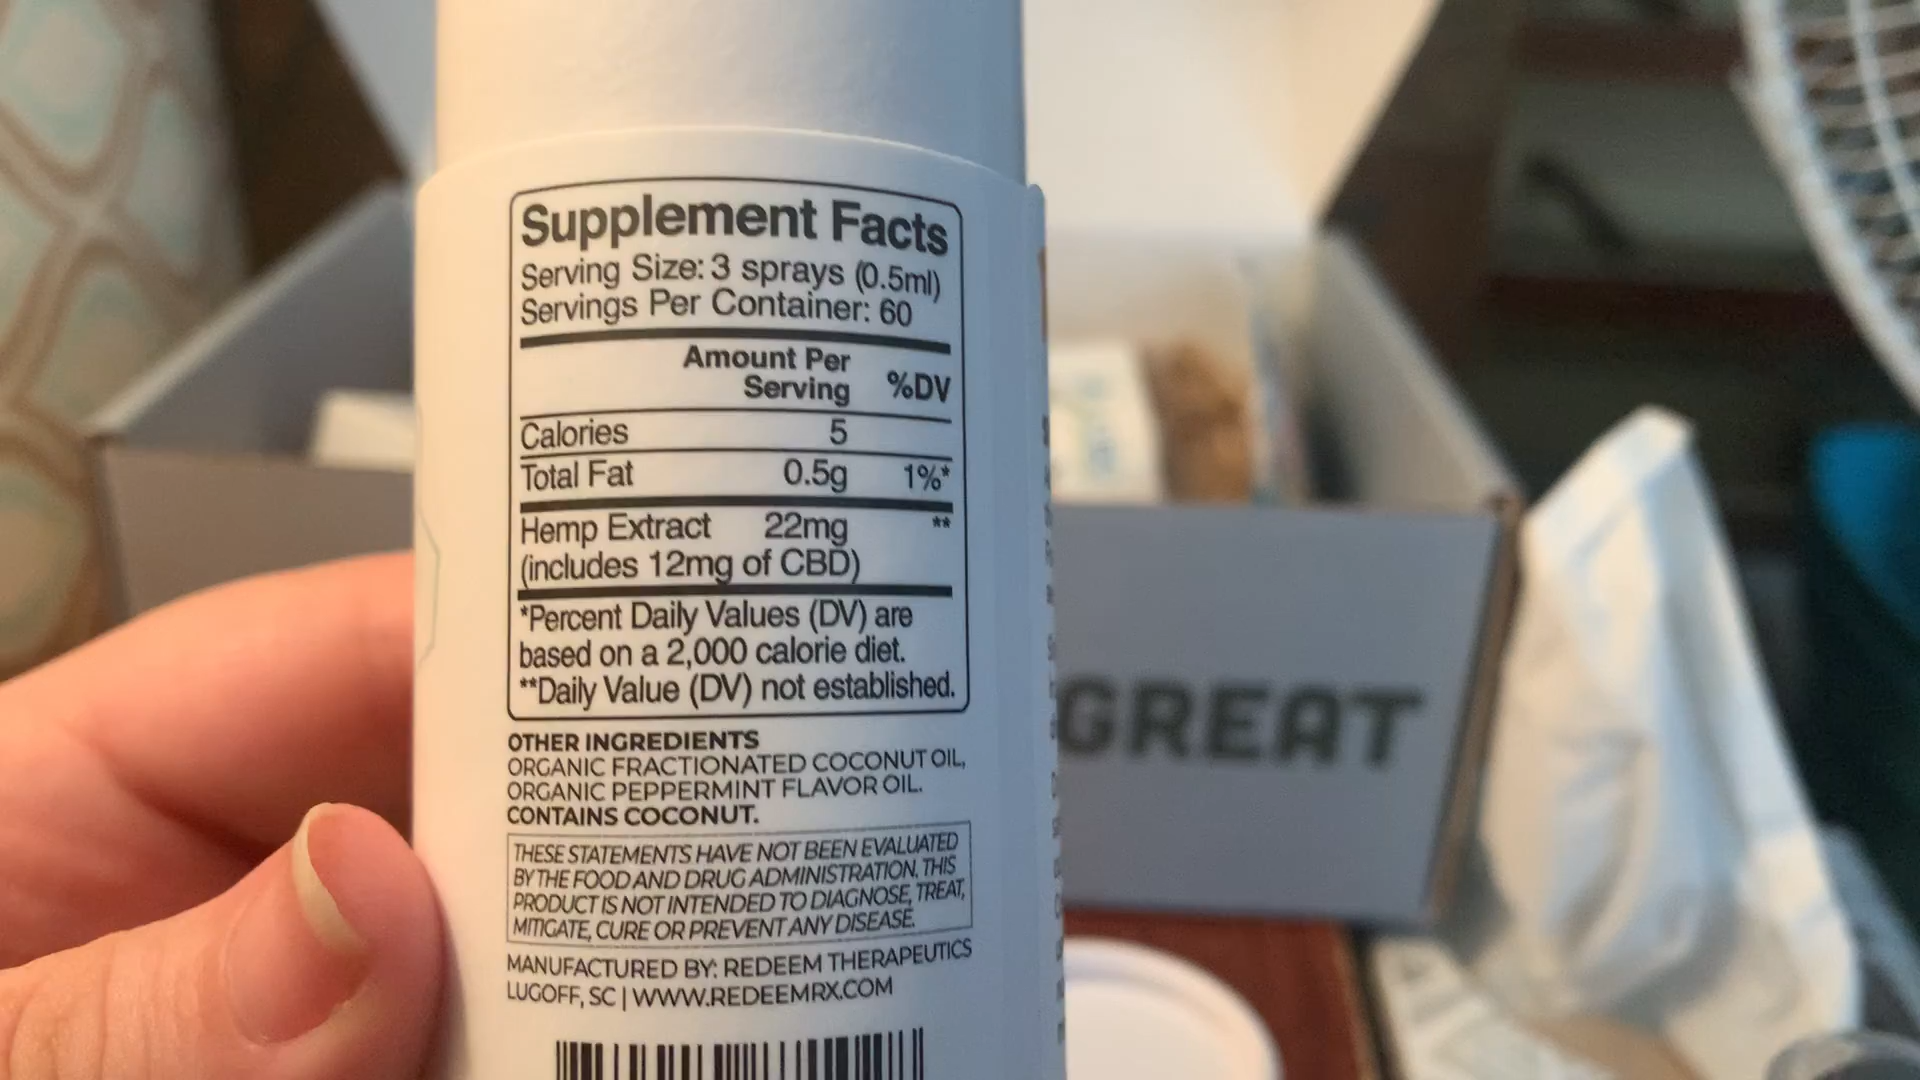 Supplement Facts
Serving Size: 3 sprays (0.5ml)
Servings Per Container: 60
Amount Per
Serving %DV
Calories 5
Total Fat 0.5g 1%*
Hemp Extract 22mg **
(includes 12mg of CBD)
*Percent Daily Values (DV) are
based on a 2,000 calorie diet.
**Daily Value (DV) not established.
OTHER INGREDIENTS
ORGANIC FRACTIONATED COCONUT OIL,
ORGANIC PEPPERMINT FLAVOR OIL.
CONTAINS COCONUT.
THESE STATEMENTS HAVE NOT BEEN EVALUATED
BY THE FOOD AND DRUG ADMINISTRATION. THIS
PRODUCT IS NOT INTENDED TO DIAGNOSE, TREAT,
MITIGATE, CURE OR PREVENT ANY DISEASE.
MANUFACTURED BY: REDEEM THERAPEUTICS
LUGOFF, SC | WWW.REDEEMRX.COM
GREAT